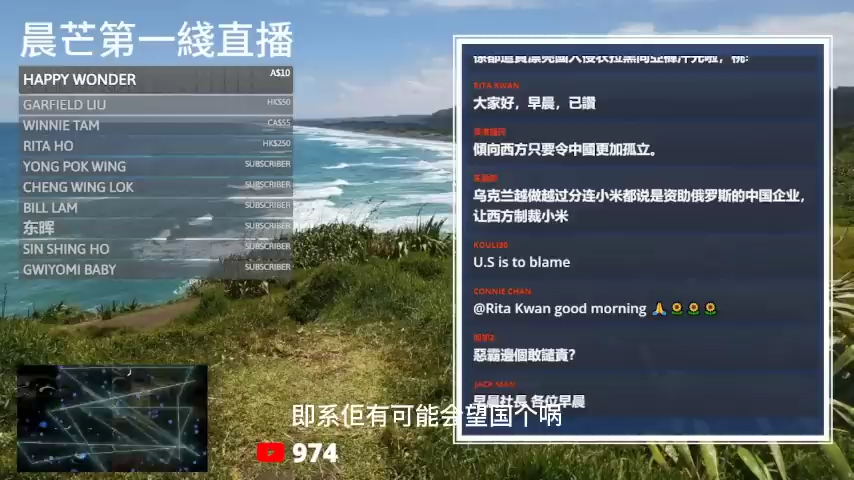 晨芒第一綫直播
HAPPY WONDER A$10
GARFIELD LIU HK$50
WINNIE TAM CA$55
RITA HO HK$250
YONG POK WING SUBSCRIBER
CHENG WING LOK SUBSCRIBER
BILL LAM SUBSCRIBER
东晖 SUBSCRIBER
SIN SHING HO SUBSCRIBER
GWIYOMI BABY SUBSCRIBER
RITA KWAN
大家好，早晨，已讚
傾向西方只要令中國更加孤立。
乌克兰越做越过分连小米都说是资助俄罗斯的中国企业，
让西方制裁小米
KOULI20
U.S is to blame
CONNIE CHAN
@Rita Kwan good morning 🙏🌻🌻🌻
惡霸邊個敢譴責?
JACK MAN
早晨社長 各位早晨
即系佢有可能会望国个㖞
974